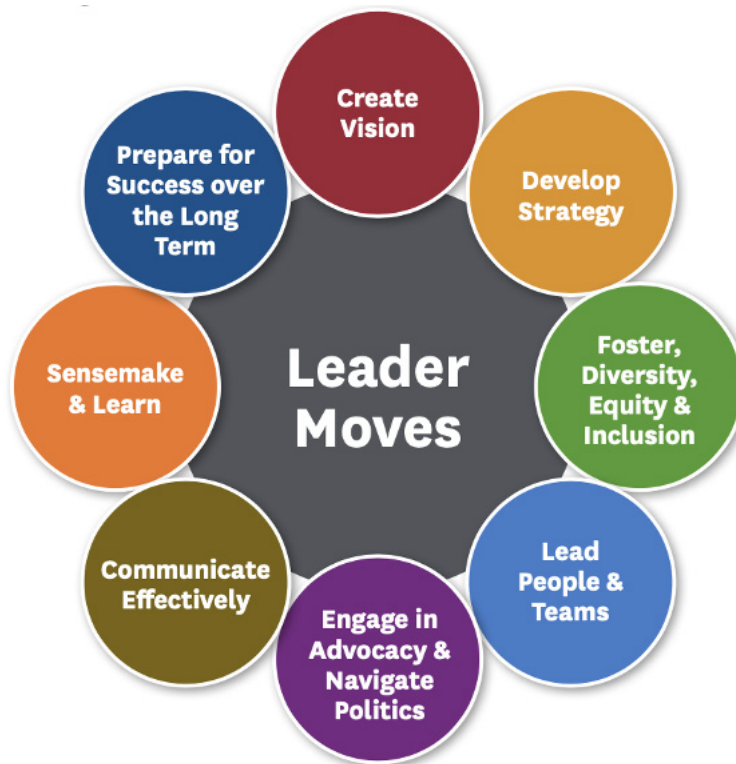 Leader
Moves
Create
Vision
Develop
Strategy
Foster,
Diversity,
Equity &
Inclusion
Lead
People &
Teams
Engage in
Advocacy &
Navigate
Politics
Communicate
Effectively
Sensemake
& Learn
Prepare for
Success over
the Long
Term